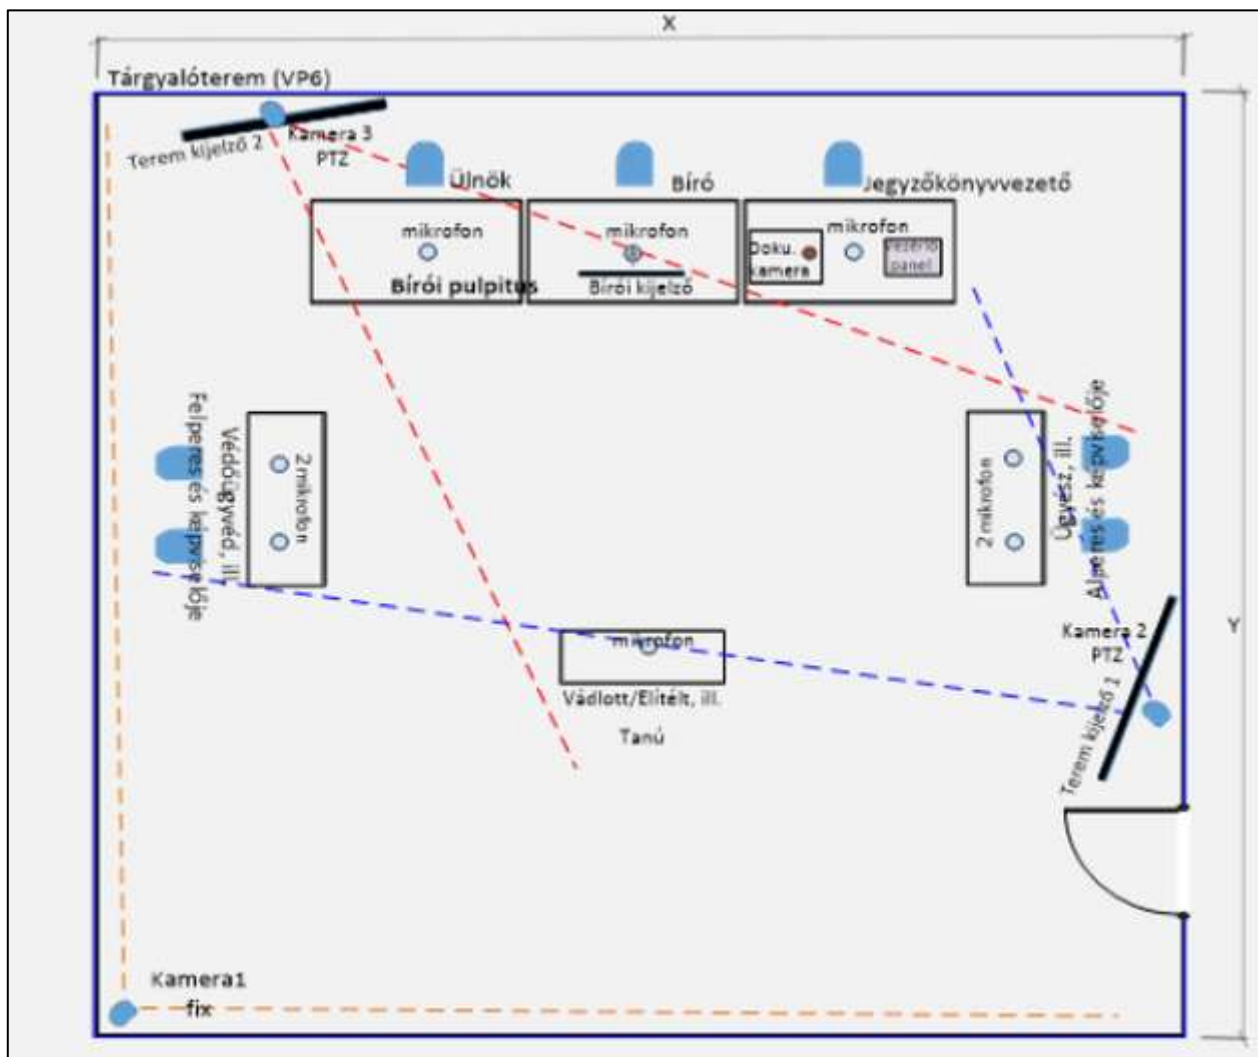 X
Tárgyalóterem (VP6)
Terem kijelző 2
Kamera 3
PTZ
Ülnök
Bíró
Jegyzőkönyvvezető
mikrofon
mikrofon
mikrofon
Doku.
kamera
vezérlő
panel
Bírói pulpitus
Bírói kijelző
Felperes és képviselője
Védőügyvéd, ill.
2 mikrofon
2 mikrofon
Ügyész, ill.
Alperes és képviselője
Y
mikrofon
Vádlott/Elítélt, ill.
Tanú
Kamera 2
PTZ
Terem kijelző 1
Kamera1
fix